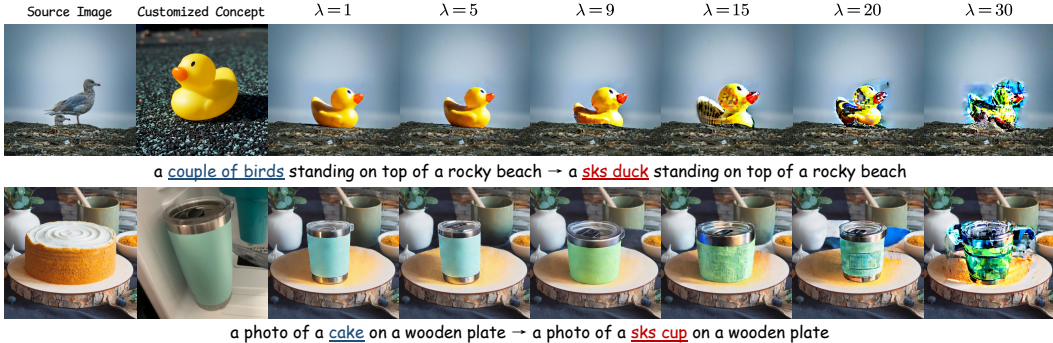 Source Image Customized Concept λ = 1 λ = 5 λ = 9 λ = 15 λ = 20 λ = 30
a couple of birds standing on top of a rocky beach → a sks duck standing on top of a rocky beach
a photo of a cake on a wooden plate → a photo of a sks cup on a wooden plate